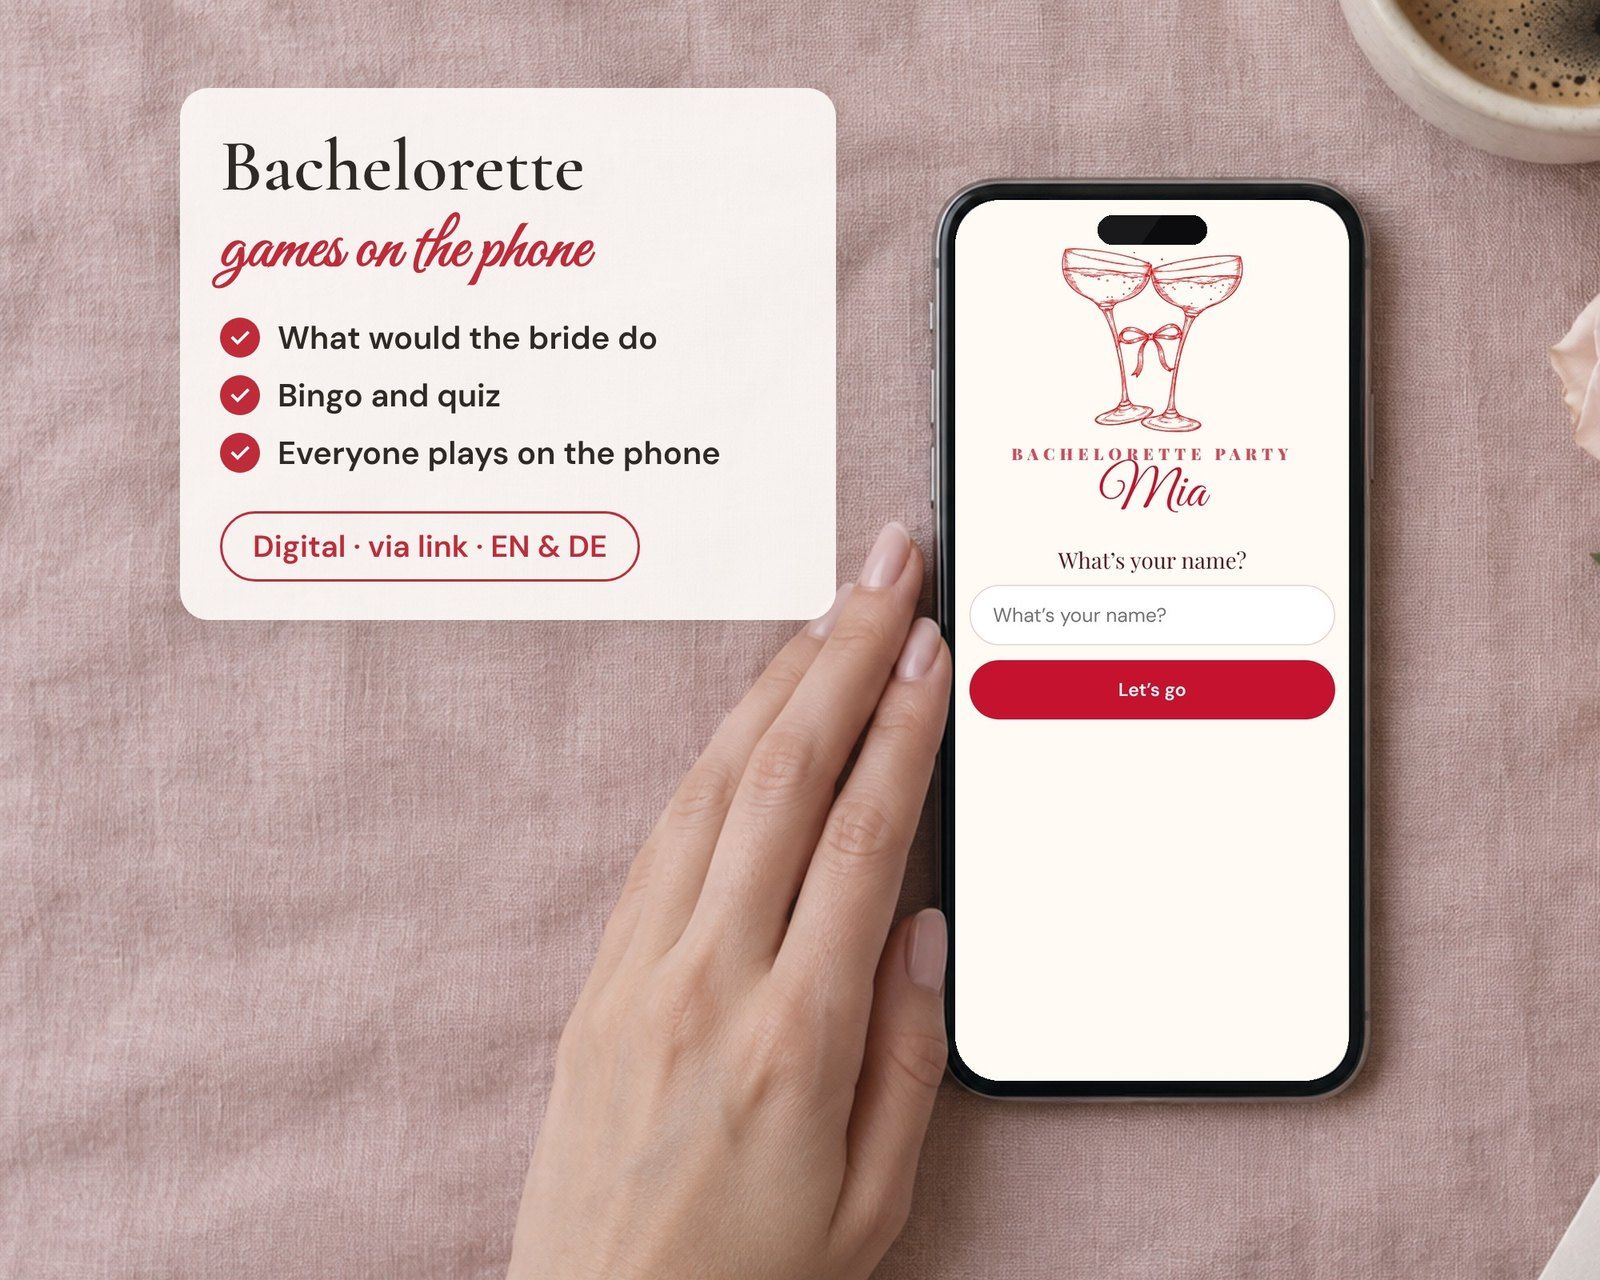 Bachelorette
games on the phone
What would the bride do
Bingo and quiz
Everyone plays on the phone
Digital · via link · EN & DE
BACHELORETTE PARTY
Mia
What’s your name?
What’s your name?
Let’s go